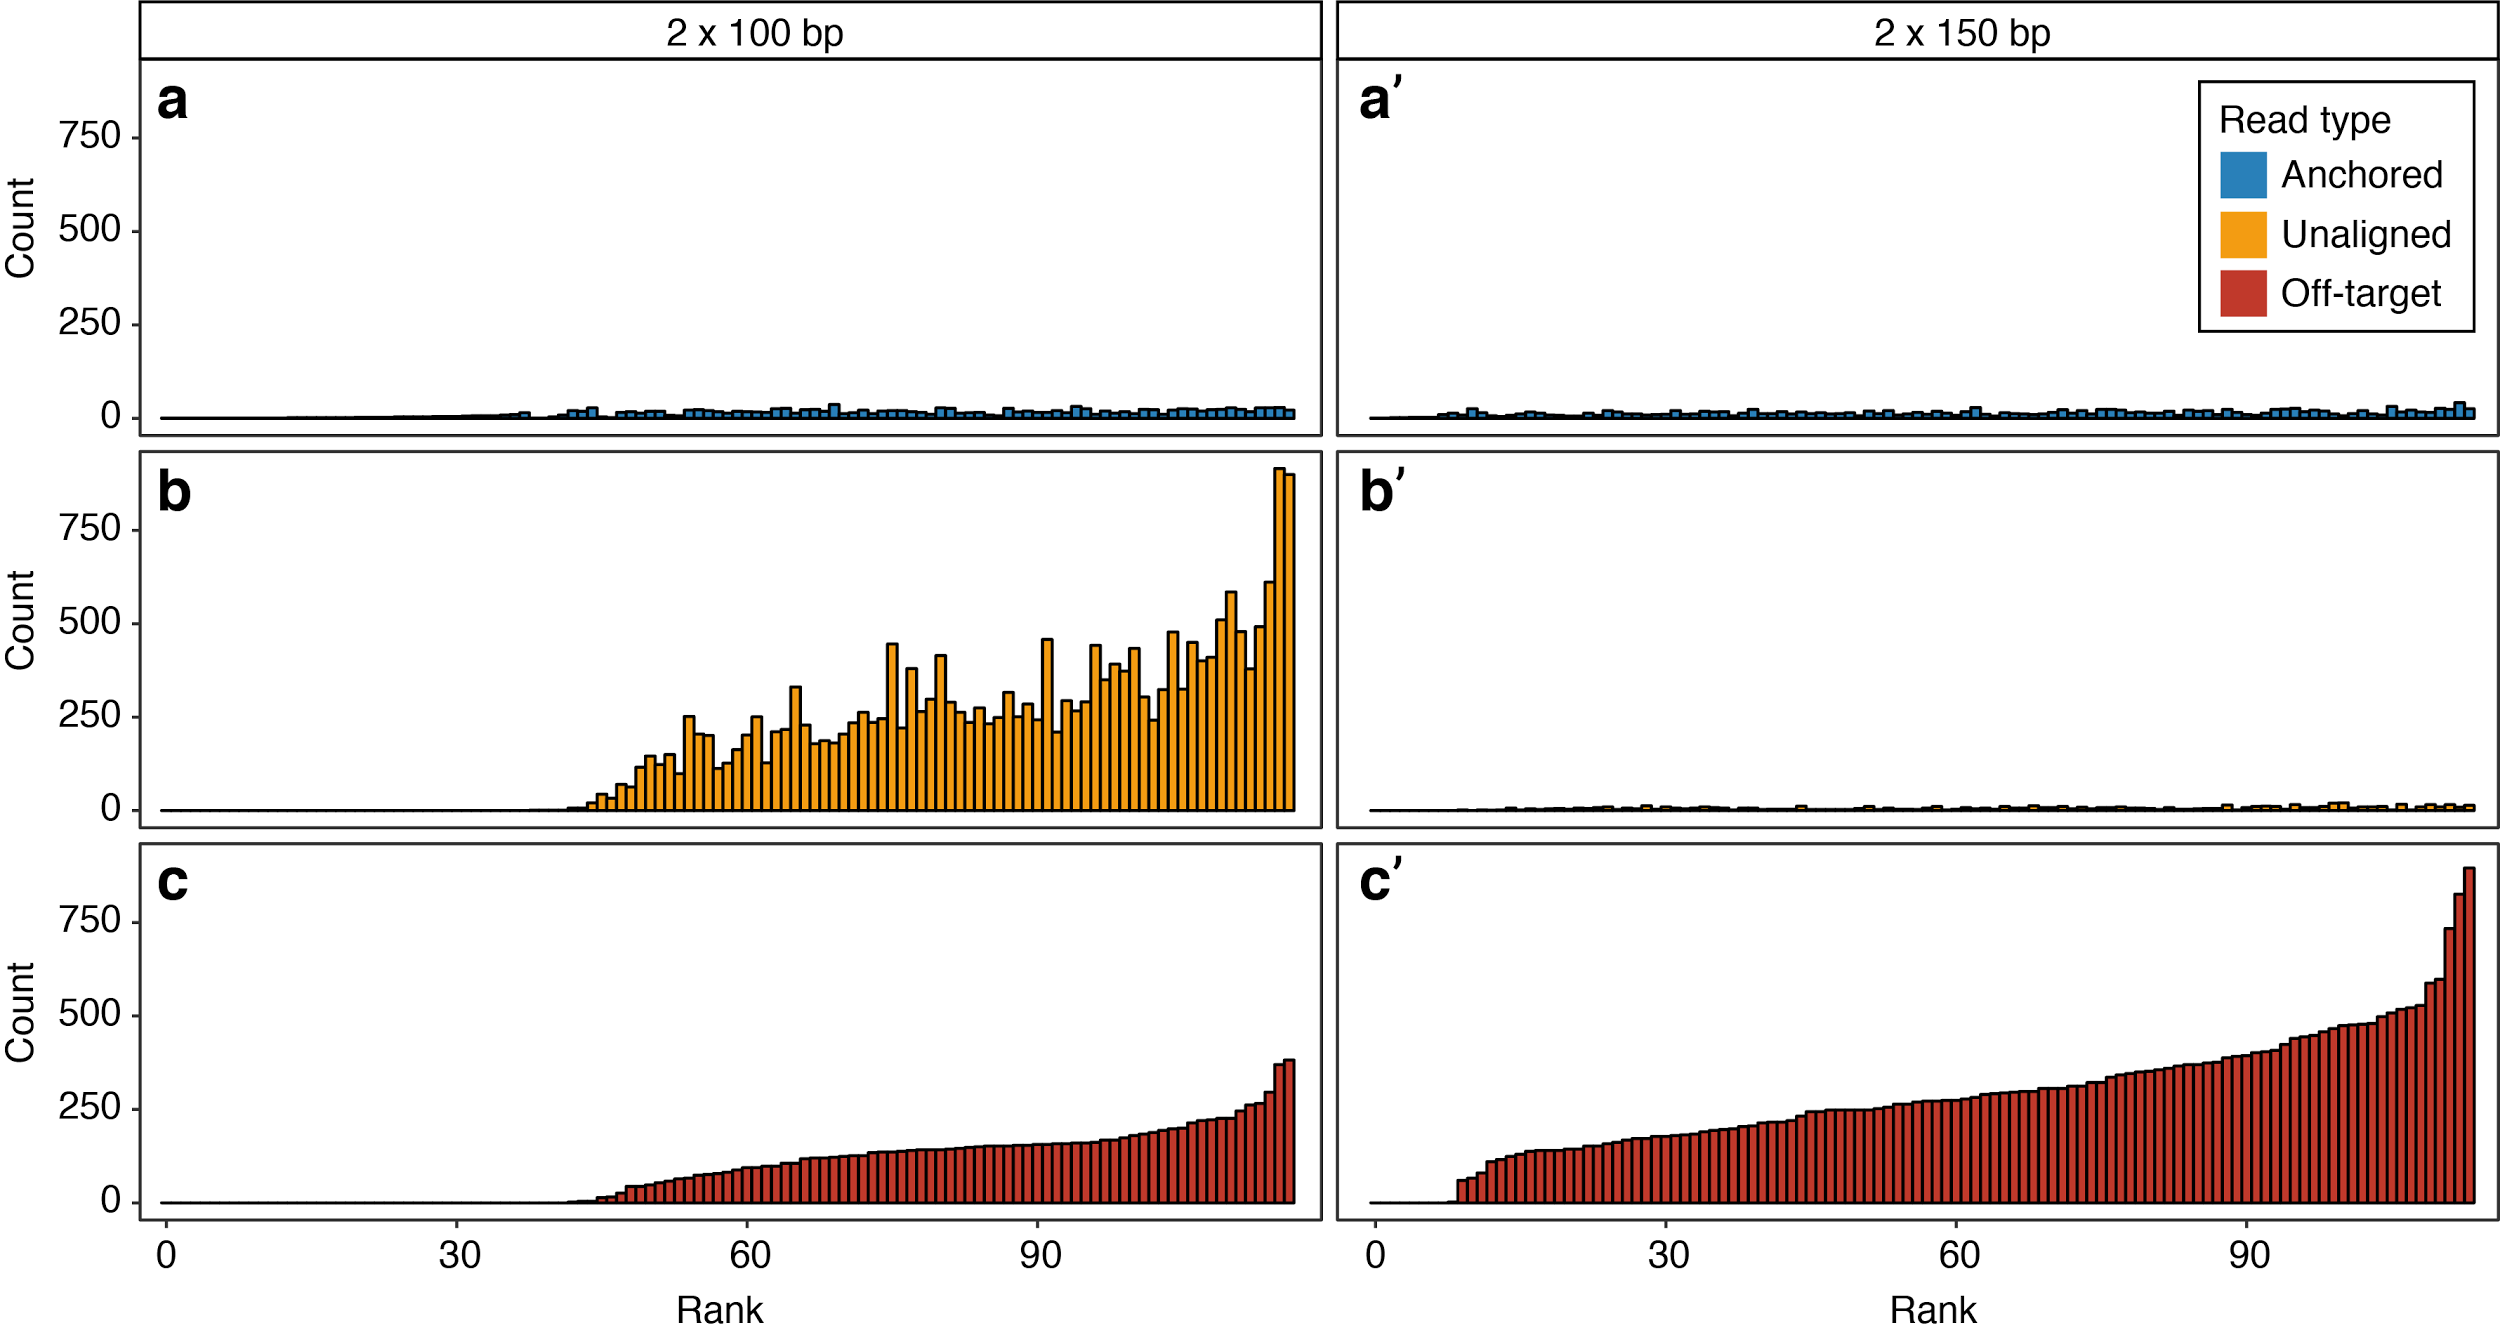 2 x 100 bp
2 x 150 bp
a
750
500
250
0
Count
a’
Read type
Anchored
Unaligned
Off-target
b
750
500
250
0
Count
b’
c
750
500
250
0
Count
c’
0 30 60 90
Rank
0 30 60 90
Rank